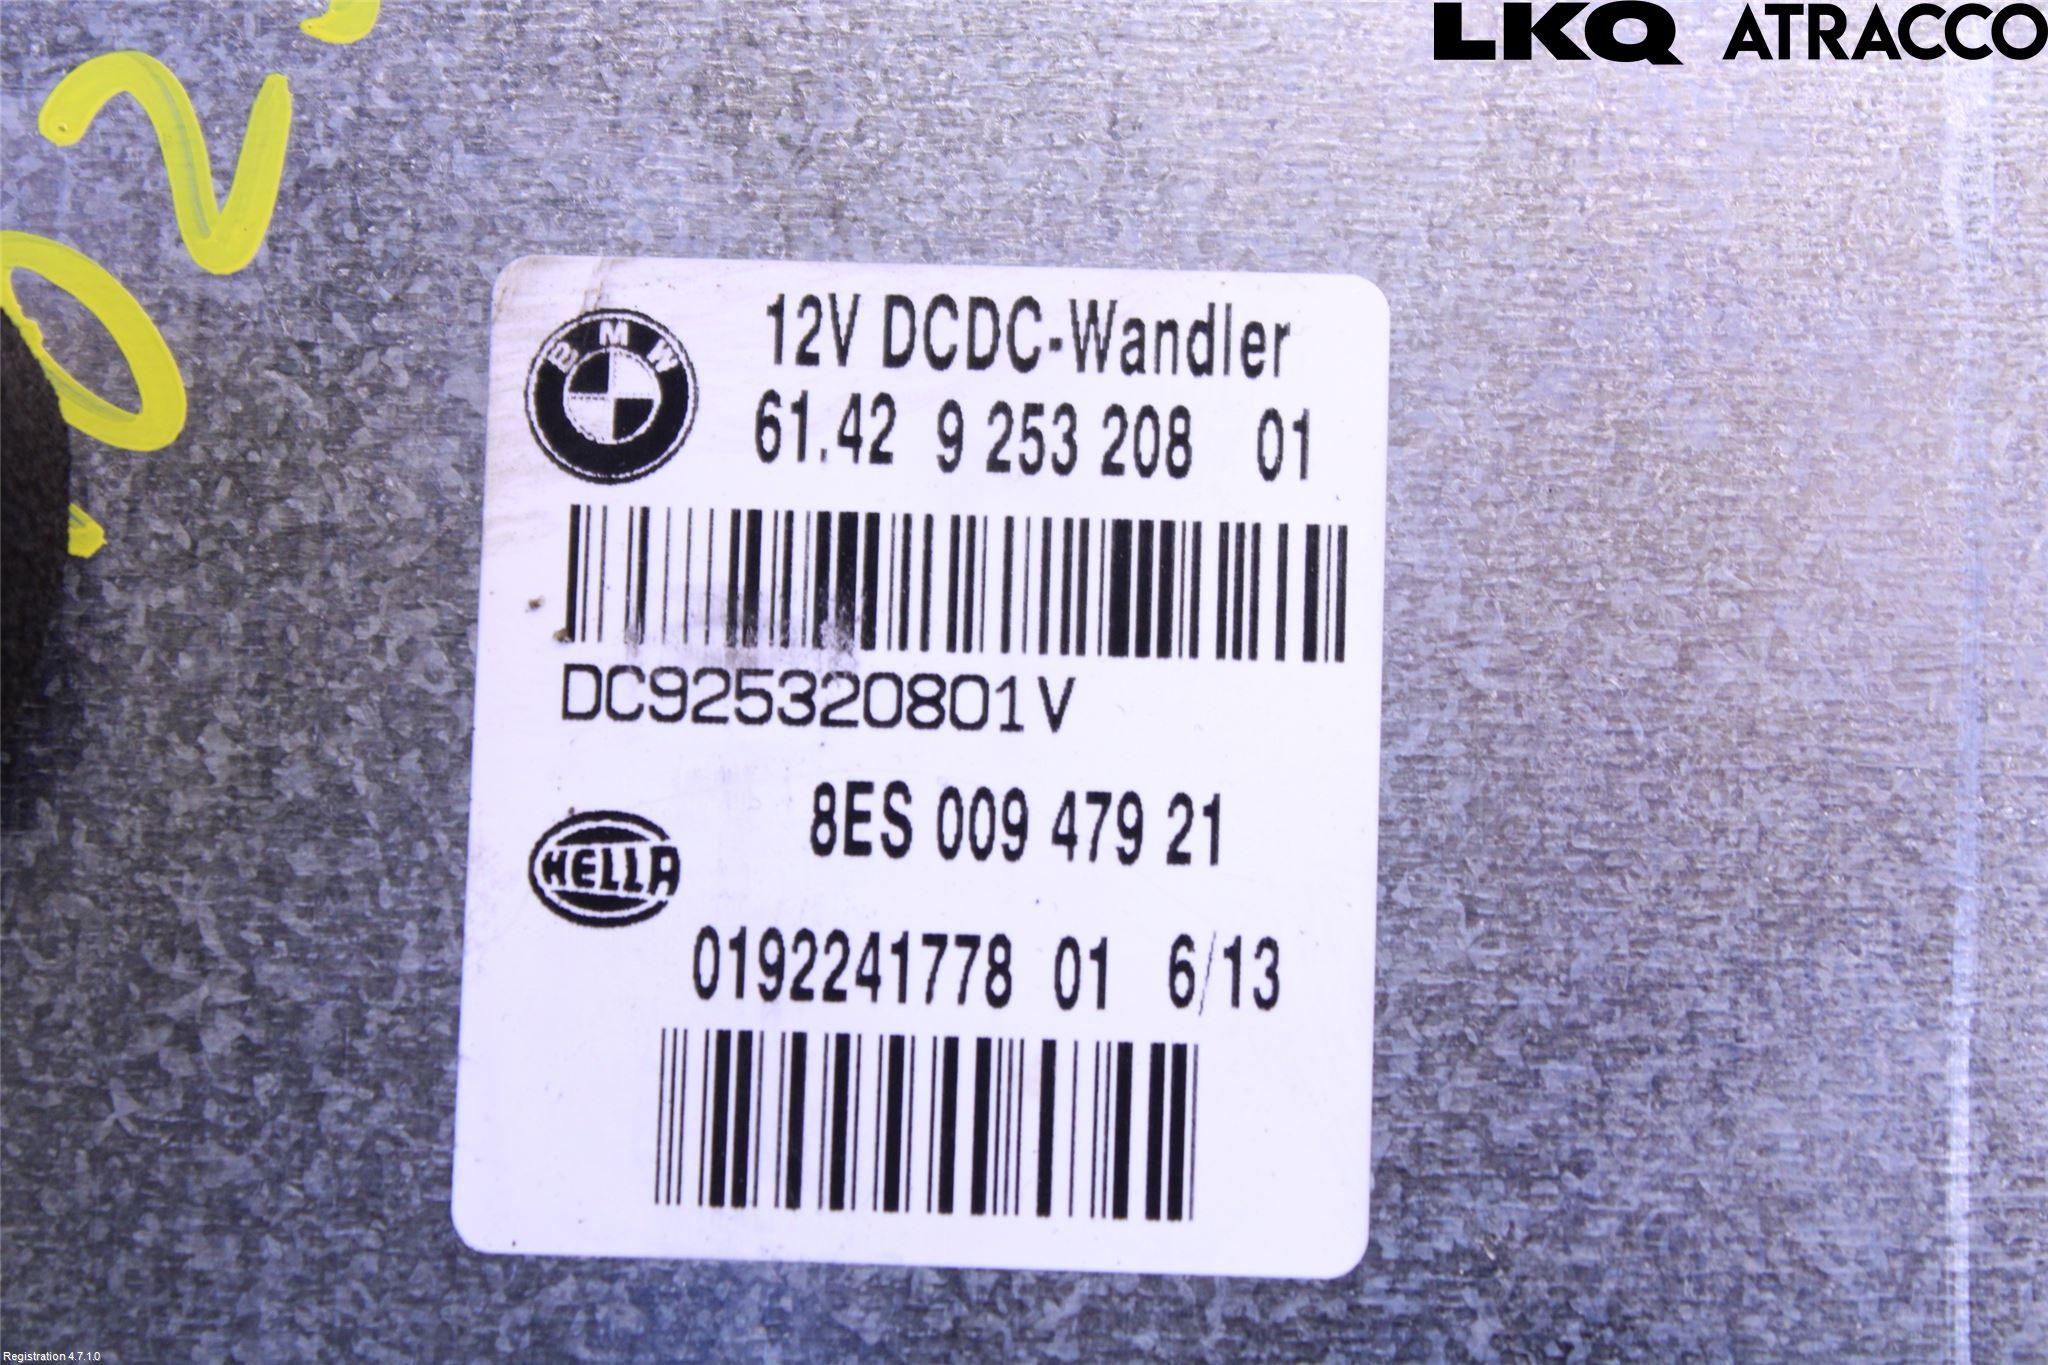 LKQ ATRACCO
BMW
12V DCDC-Wandler
61.42 9 253 208 01
DC925320801V
8ES 009 479 21
HELLA
0192241778 01 6/13
Registration 4.7.1.0